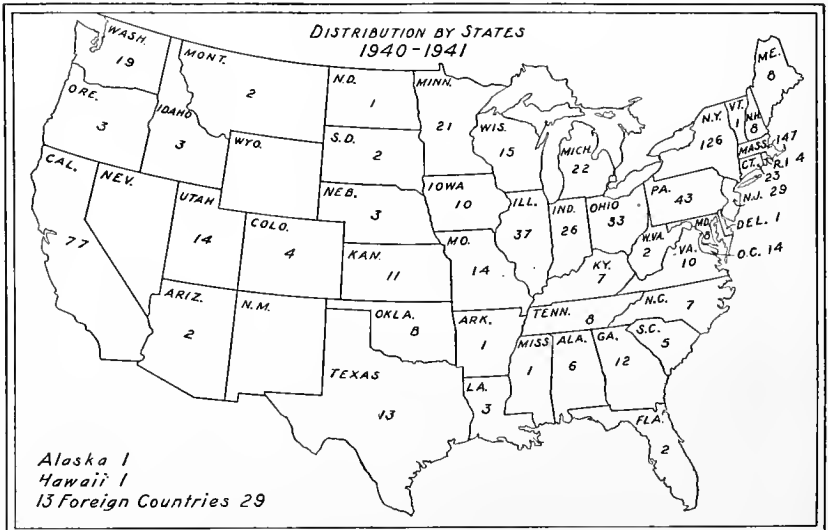 DISTRIBUTION BY STATES
1940-1941
WASH.
19
MONT.
2
N.D.
1
MINN.
21
ME.
8
ORE.
3
IDAHO
3
WYO.
S.D.
2
WIS.
15
MICH.
22
N.Y.
126
VT.
1
N.H.
8
MASS. 147
CT.
23
R.I 4
CAL.
77
NEV.
UTAH
14
COLO.
4
NEB.
3
IOWA
10
ILL.
37
IND.
26
OHIO
33
PA.
43
N.J. 29
DEL. 1
MD.
8
D.C. 14
W.VA.
2
VA.
10
KAN.
11
MO.
14
KY.
7
ARIZ.
2
N.M.
OKLA.
8
ARK.
1
TENN. 8
N.C. 7
S.C.
5
TEXAS
13
LA.
3
MISS
1
ALA.
6
GA.
12
FLA.
2
Alaska 1
Hawaii 1
13 Foreign Countries 29